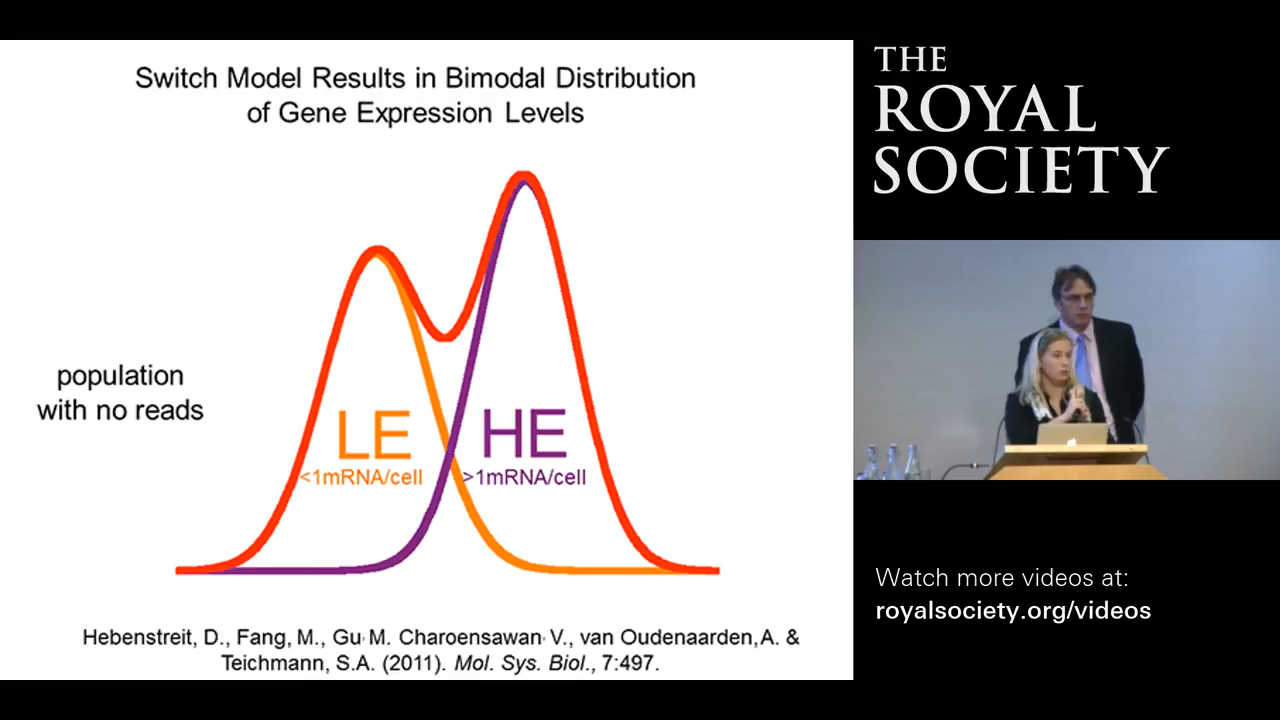 Switch Model Results in Bimodal Distribution
of Gene Expression Levels
population
with no reads
LE
<1mRNA/cell
HE
>1mRNA/cell
Hebenstreit, D., Fang, M., Gu M. Charoensawan V., van Oudenaarden, A. &
Teichmann, S.A. (2011). Mol. Sys. Biol., 7:497.
THE
ROYAL
SOCIETY
Watch more videos at:
royalsociety.org/videos